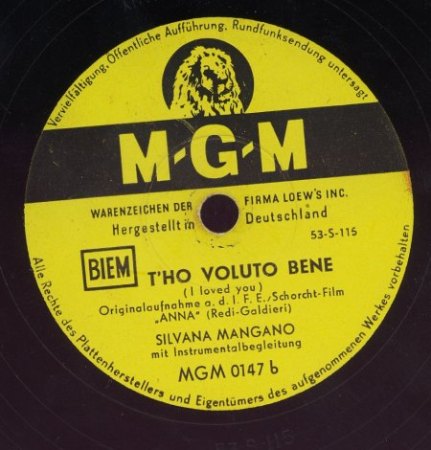 Vervielfältigung, Öffentliche Aufführung, Rundfunksendung untersagt
M-G-M
WARENZEICHEN DER FIRMA LOEW'S INC.
Hergestellt in Deutschland
53-S-115
BIEM
T'HO VOLUTO BENE
(I loved you)
Originalaufnahme a. d. I. F. E./Schorcht-Film
„ANNA" (Redi-Galdieri)
SILVANA MANGANO
mit Instrumentalbegleitung
MGM 0147 b
Alle Rechte des Plattenherstellers und Eigentümers des aufgenommenen Werkes vorbehalten
53-S-115